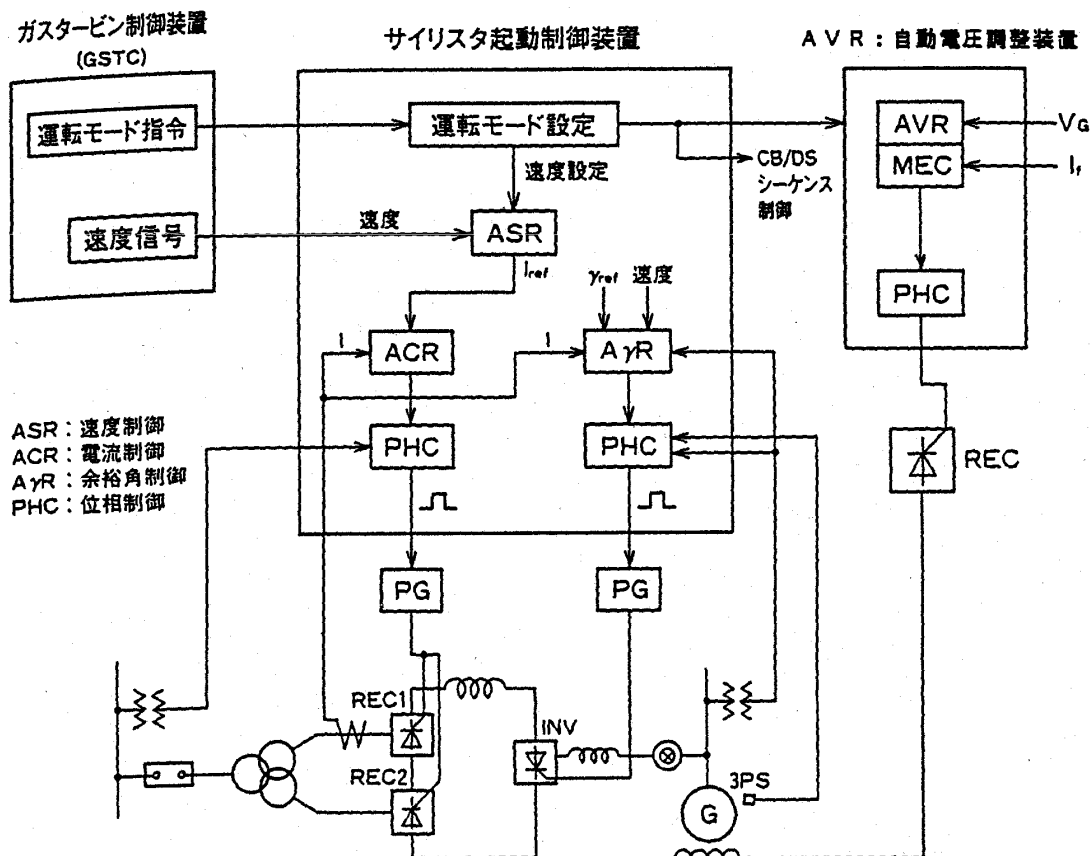 ガスタービン制御装置
(GSTC)
サイリスタ起動制御装置
AVR：自動電圧調整装置
運転モード指令
運転モード設定
AVR
VG
MEC
If
速度設定
CB/DS
シーケンス
制御
速度信号
速度
ASR
Iref
γref
速度
PHC
I
ACR
I
AγR
ASR：速度制御
ACR：電流制御
AγR：余裕角制御
PHC：位相制御
PHC
PHC
REC
PG
PG
REC1
INV
REC2
3PS
G